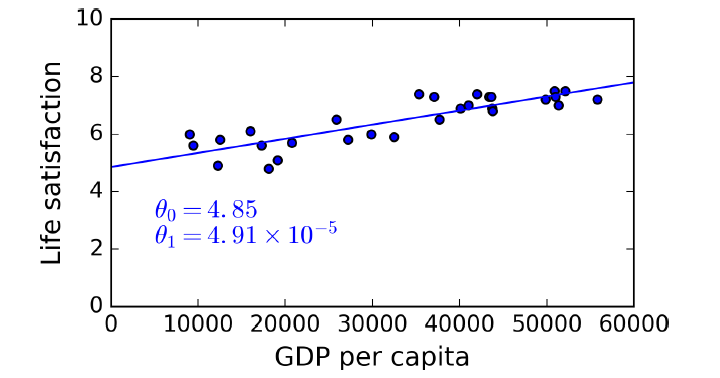 10
8
6
4
2
0
Life satisfaction
θ₀ = 4.85
θ₁ = 4.91 × 10⁻⁵
0 10000 20000 30000 40000 50000 60000
GDP per capita